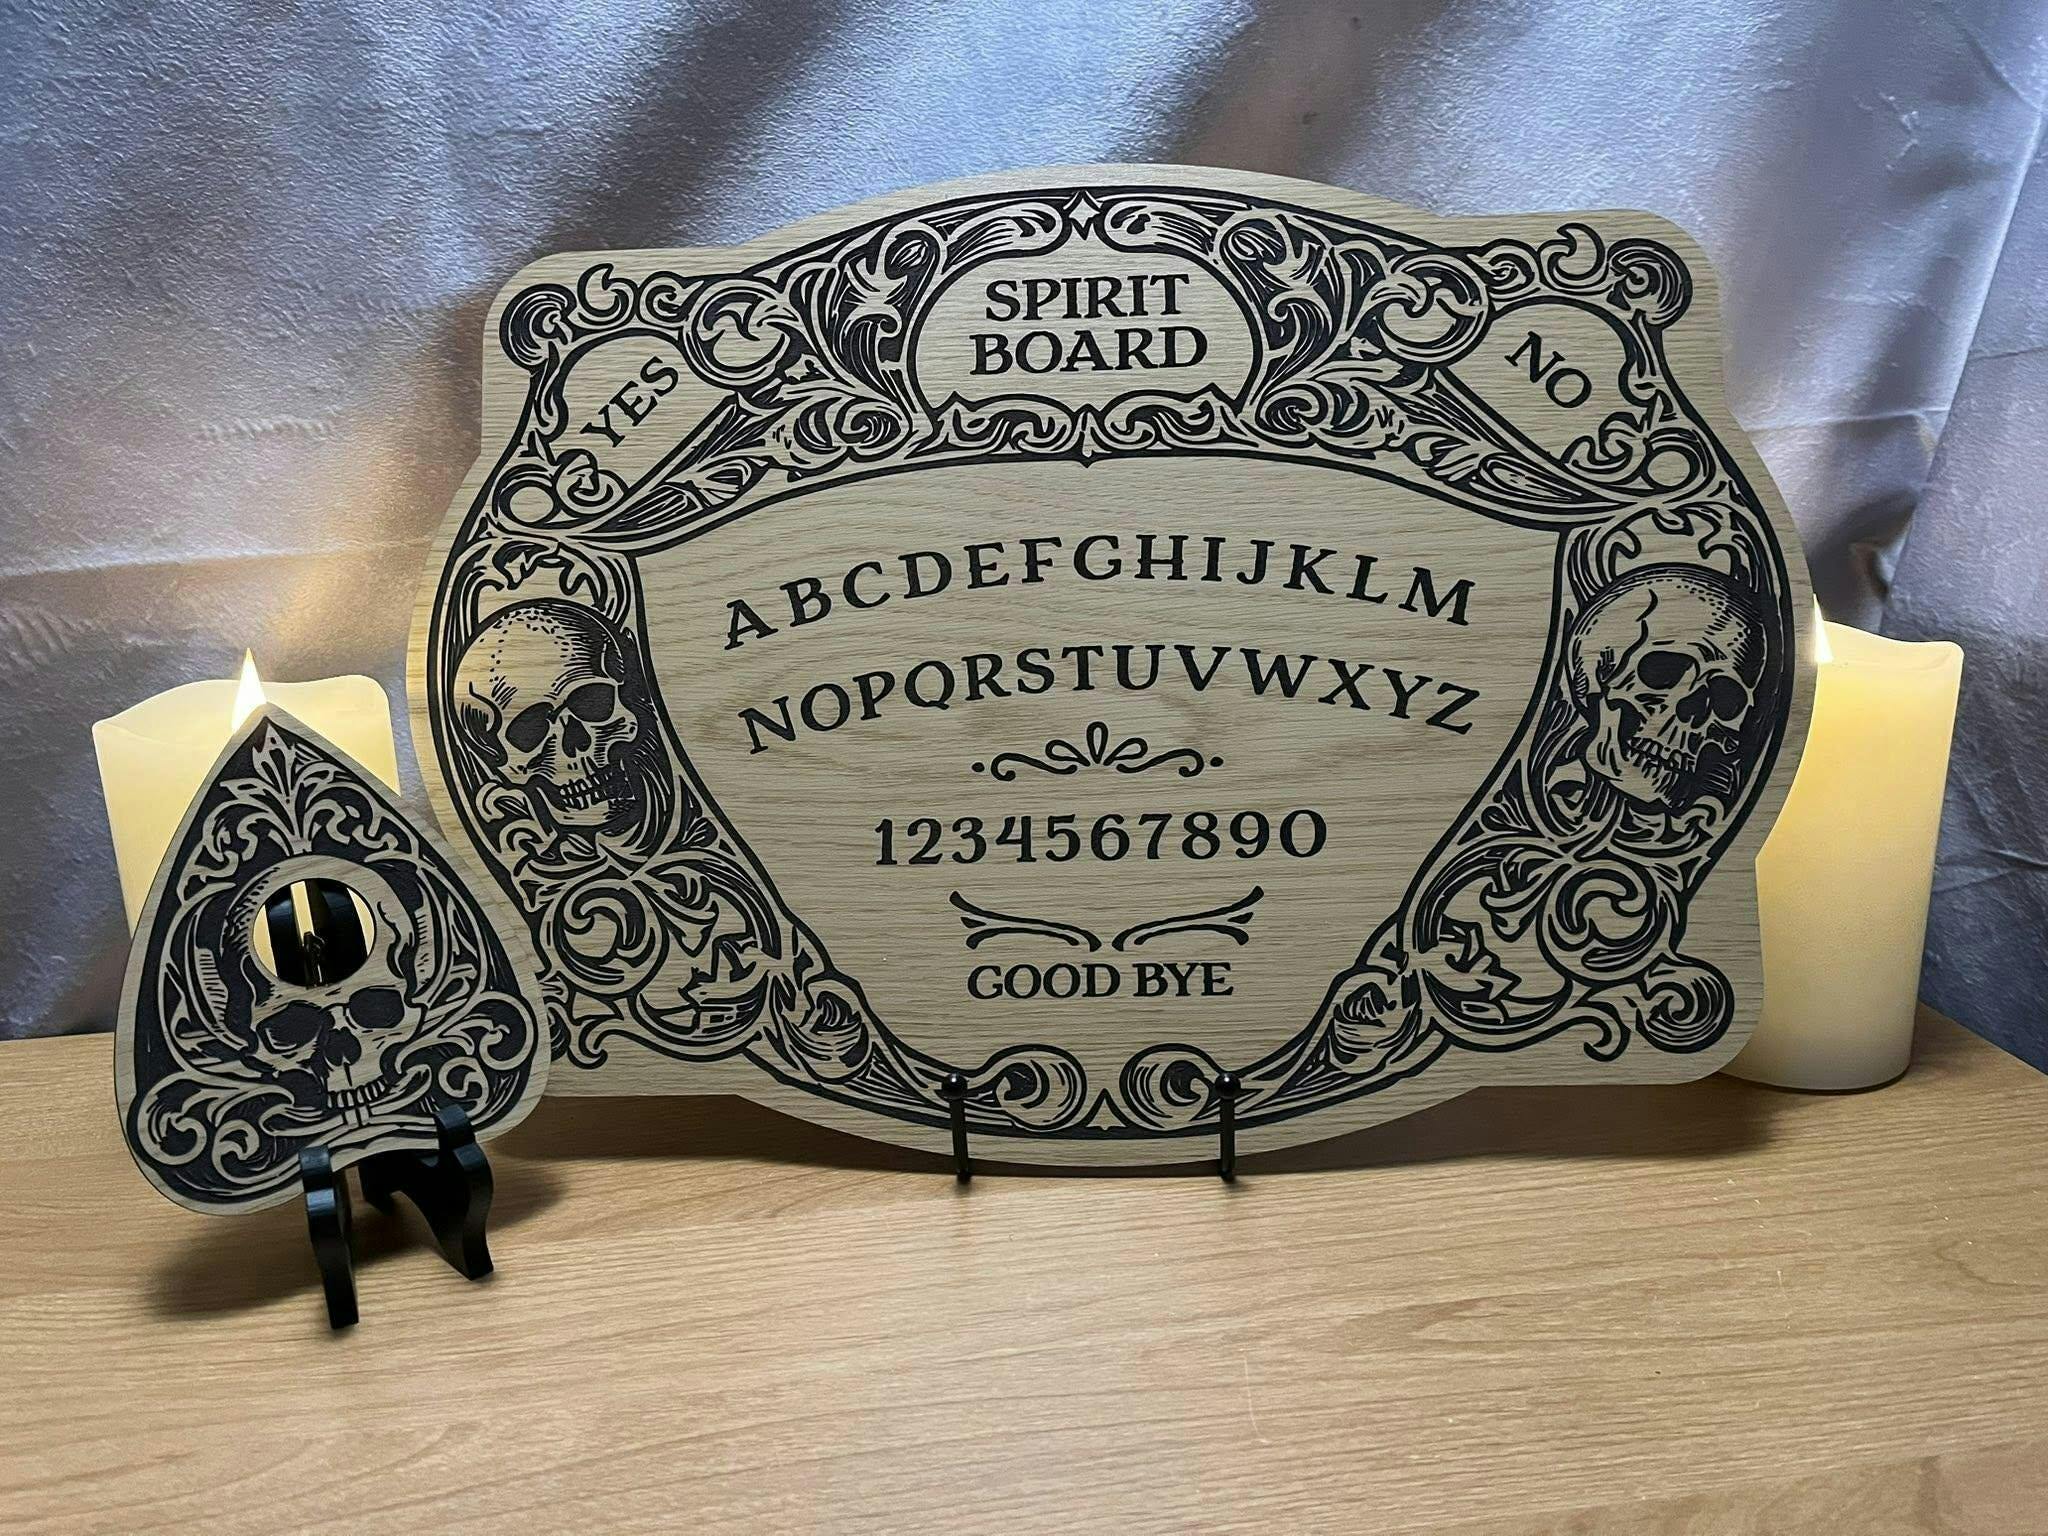 SPIRIT
BOARD
YES
NO
ABCDEFGHIJKLM
NOPQRSTUVWXYZ
1234567890
GOOD BYE